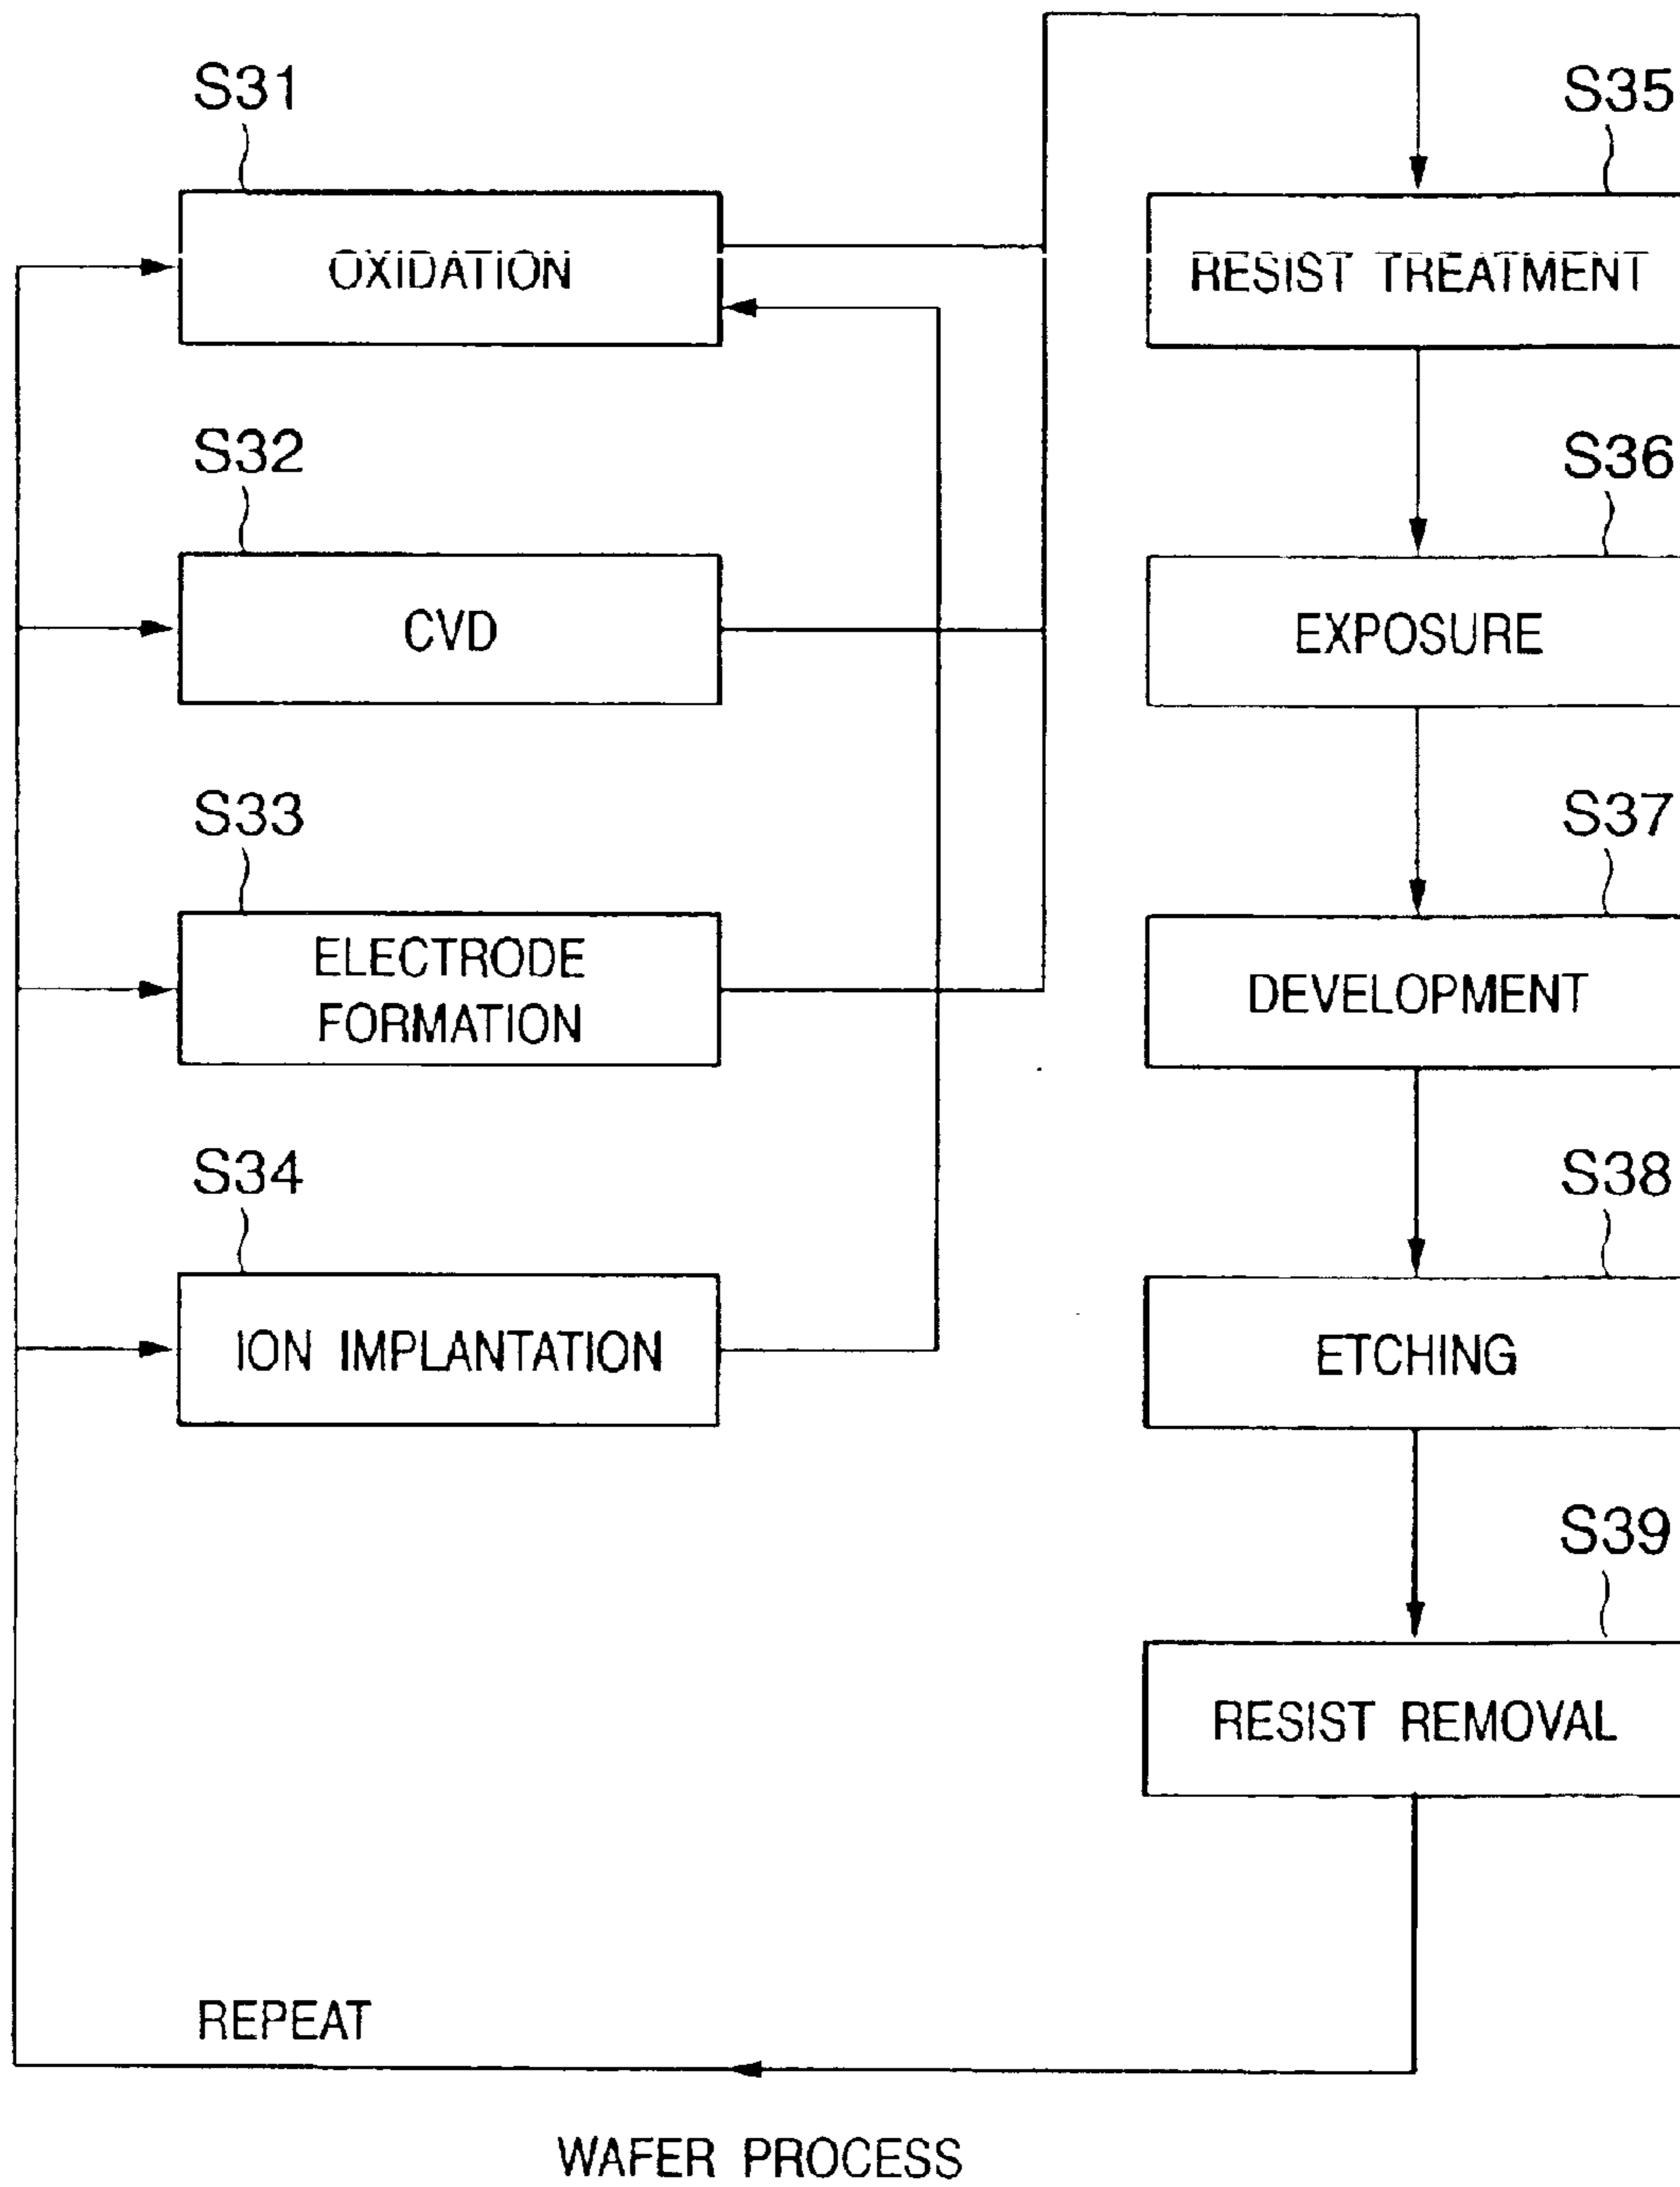 S31
OXIDATION
S32
CVD
S33
ELECTRODE
FORMATION
S34
ION IMPLANTATION
S35
RESIST TREATMENT
S36
EXPOSURE
S37
DEVELOPMENT
S38
ETCHING
S39
RESIST REMOVAL
REPEAT
WAFER PROCESS